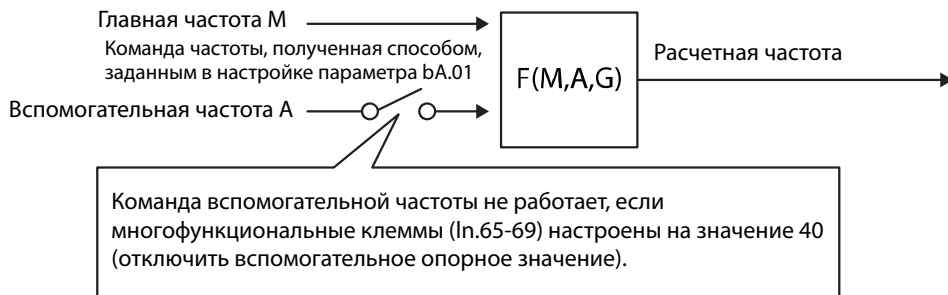 Главная частота M
Команда частоты, полученная способом,
заданным в настройке параметра bA.01
Вспомогательная частота A
F(M,A,G)
Расчетная частота
Команда вспомогательной частоты не работает, если
многофункциональные клеммы (ln.65-69) настроены на значение 40
(отключить вспомогательное опорное значение).